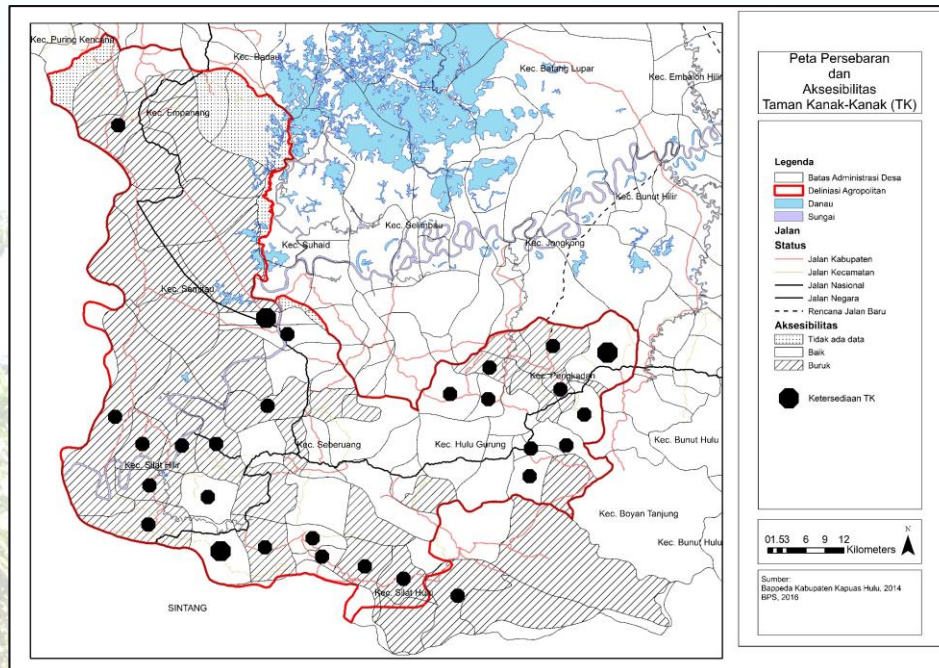 Kec. Puring Kencana
Kec. Badau
Kec. Batang Lupar
Kec. Embaloh Hilir
Kec. Empanang
Kec. Bunut Hilir
Kec. Selimbau
Kec. Suhaid
Kec. Jongkong
Kec. Semitau
Kec. Pengkadan
Kec. Seberuang
Kec. Hulu Gurung
Kec. Bunut Hulu
Kec. Silat Hilir
Kec. Boyan Tanjung
Kec. Bunut Hulu
Kec. Silat Hulu
SINTANG
Peta Persebaran
dan
Aksesibilitas
Taman Kanak-Kanak (TK)
Legenda
Batas Administrasi Desa
Deliniasi Agropolitan
Danau
Sungai
Jalan
Status
Jalan Kabupaten
Jalan Kecamatan
Jalan Nasional
Jalan Negara
Rencana Jalan Baru
Aksesibilitas
Tidak ada data
Baik
Buruk
Ketersediaan TK
N
01.53 6 9 12
Kilometers
Sumber:
Bappeda Kabupaten Kapuas Hulu, 2014
BPS, 2016